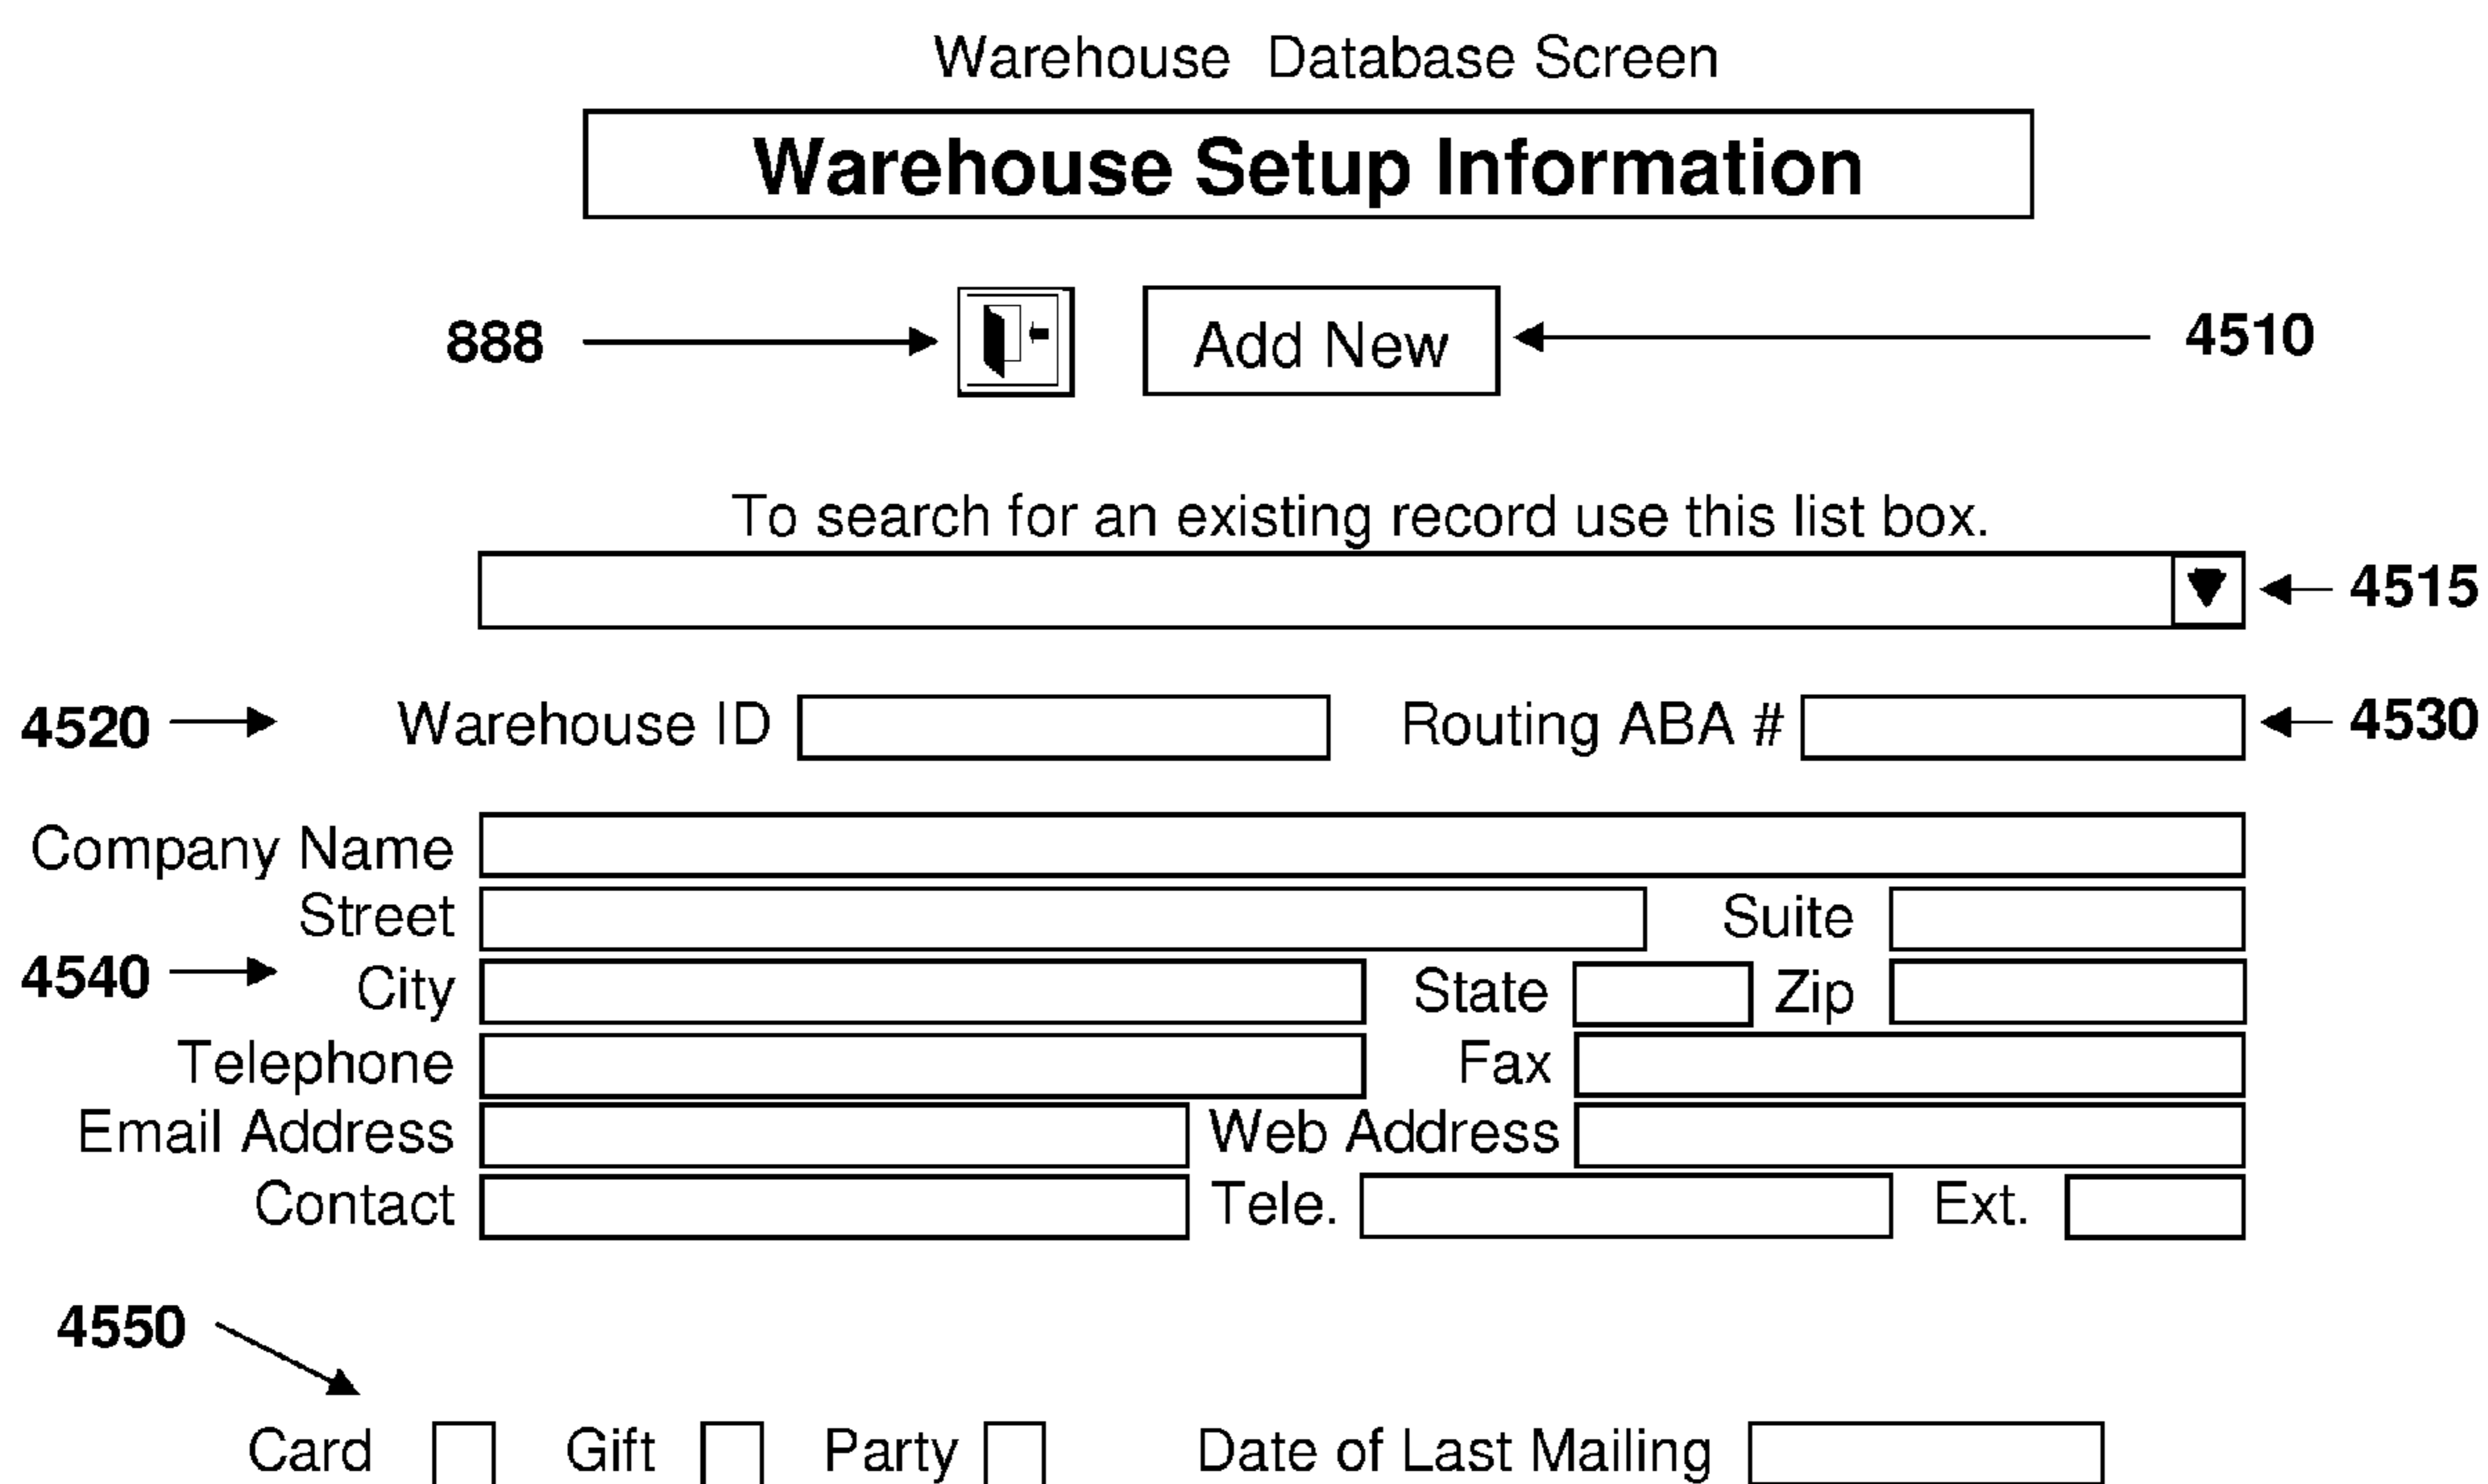 Warehouse Database Screen
Warehouse Setup Information
888 Add New 4510
To search for an existing record use this list box.
4515
4520 Warehouse ID Routing ABA # 4530
Company Name
Street Suite
4540 City State Zip
Telephone Fax
Email Address Web Address
Contact Tele. Ext.
4550
Card Gift Party Date of Last Mailing